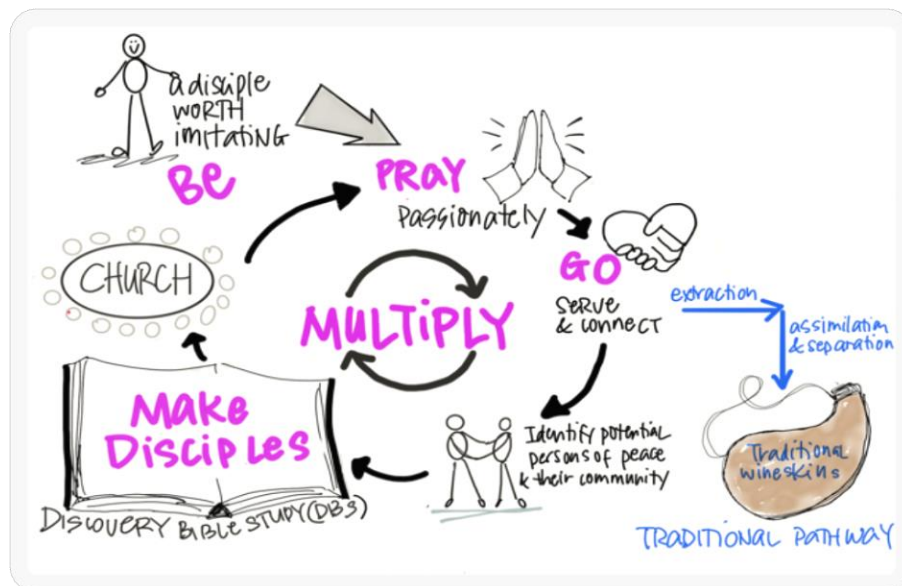 a disciple
WORTH
imitating
Be
PRAY
Passionately
GO
serve
& connect
extraction
assimilation
& separation
Traditional
wineskins
TRADITIONAL PATHWAY
Identify potential
persons of peace
& their community
Make
Disciples
DISCOVERY BIBLE STUDY (DBS)
CHURCH
MULTIPLY